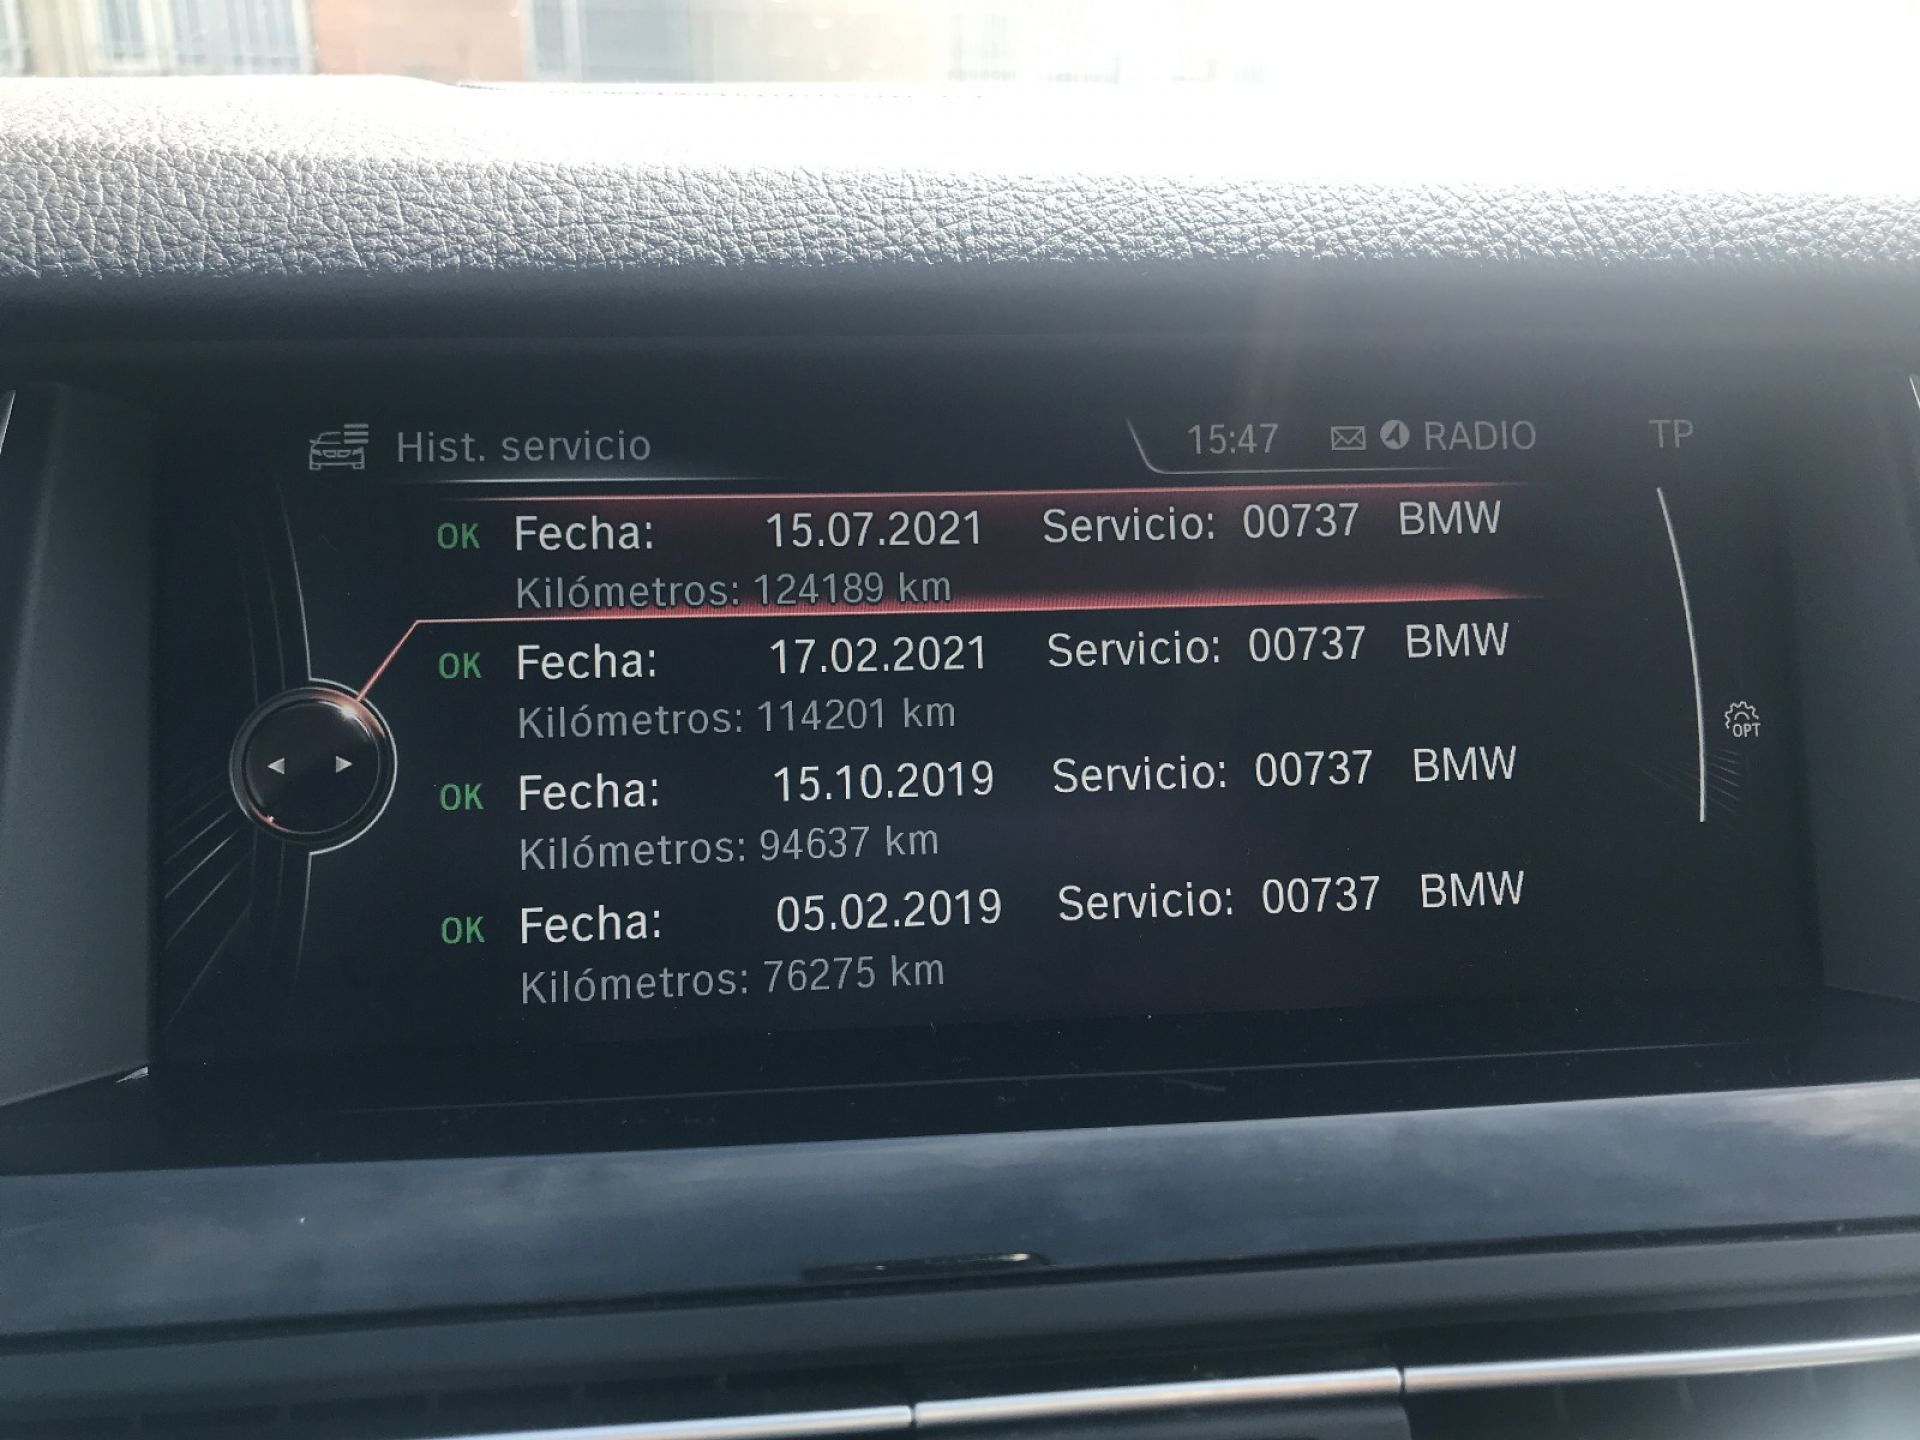 Hist. servicio
15:47 RADIO TP
OK Fecha: 15.07.2021 Servicio: 00737 BMW
Kilómetros: 124189 km
OK Fecha: 17.02.2021 Servicio: 00737 BMW
Kilómetros: 114201 km
OPT
OK Fecha: 15.10.2019 Servicio: 00737 BMW
Kilómetros: 94637 km
OK Fecha: 05.02.2019 Servicio: 00737 BMW
Kilómetros: 76275 km